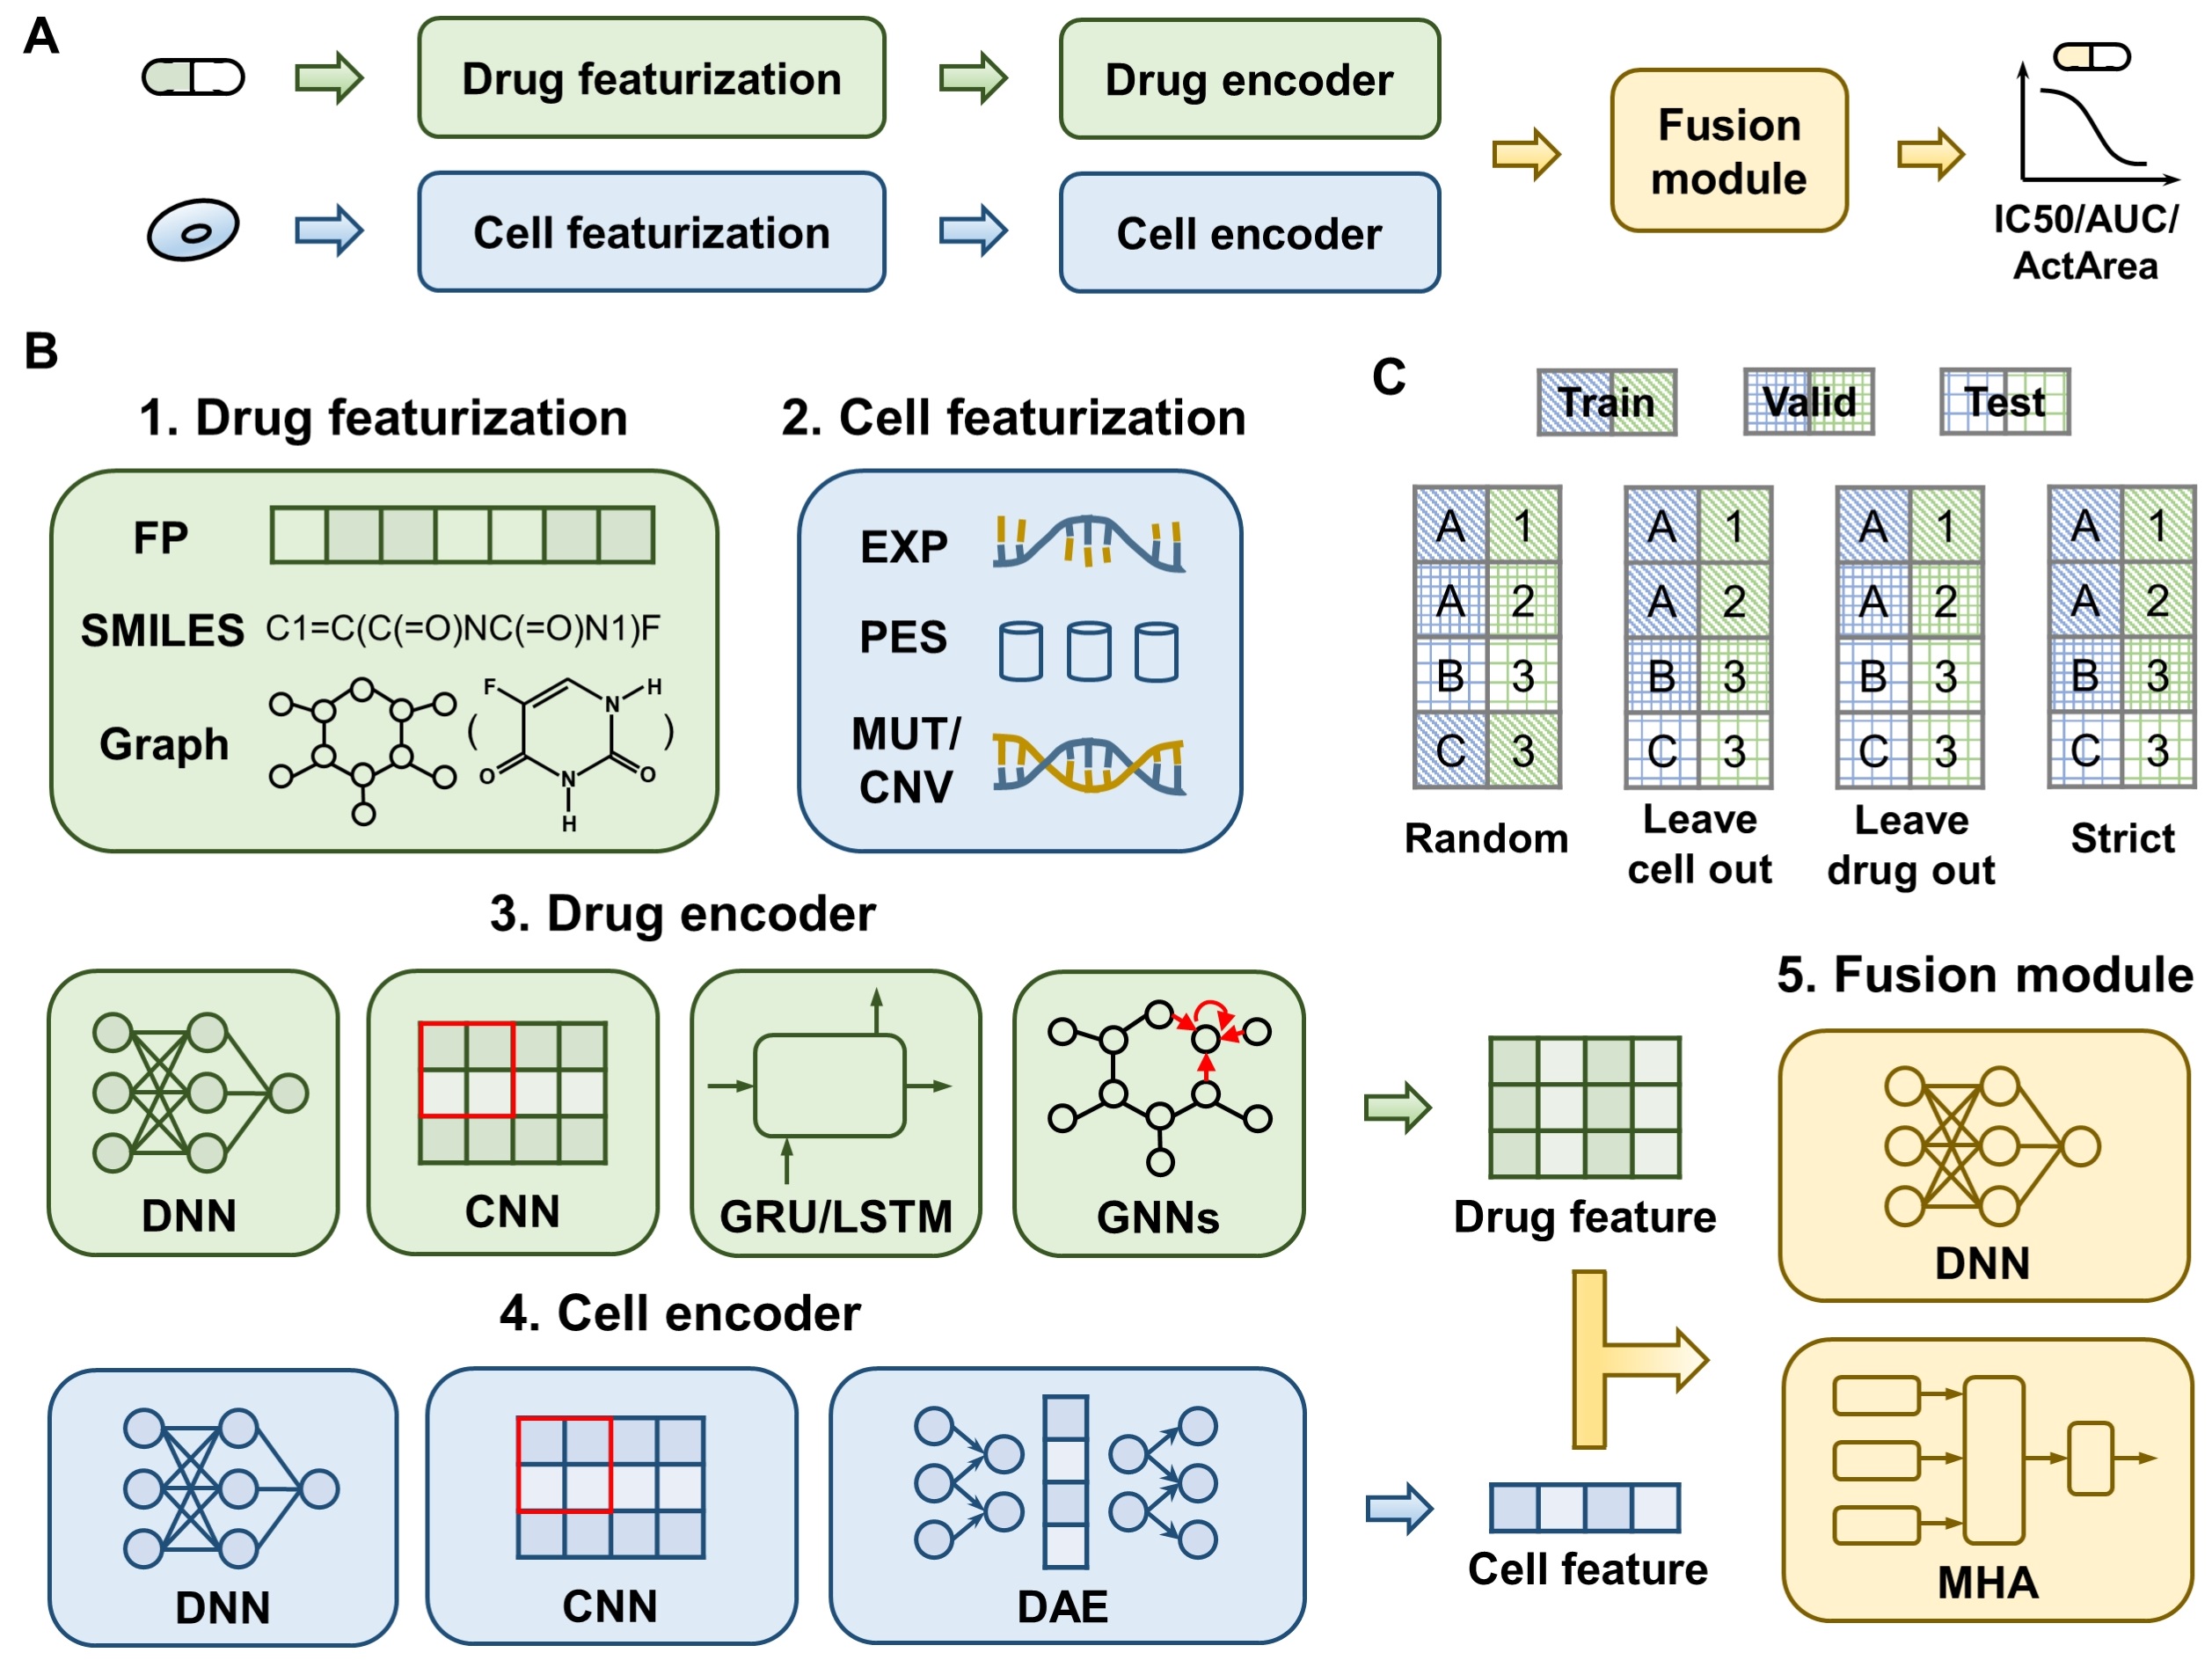 A
Drug featurization
Drug encoder
Cell featurization
Cell encoder
Fusion
module
IC50/AUC/
ActArea
B
1. Drug featurization
FP
SMILES C1=C(C(=O)NC(=O)N1)F
Graph
( F N H O N O H )
2. Cell featurization
EXP
PES
MUT/
CNV
C
Train Valid Test
A 1 A 1 A 1 A 1
A 2 A 2 A 2 A 2
B 3 B 3 B 3 B 3
C 3 C 3 C 3 C 3
Random
Leave
cell out
Leave
drug out
Strict
3. Drug encoder
DNN
CNN
GRU/LSTM
GNNs
Drug feature
4. Cell encoder
DNN
CNN
DAE
Cell feature
5. Fusion module
DNN
MHA